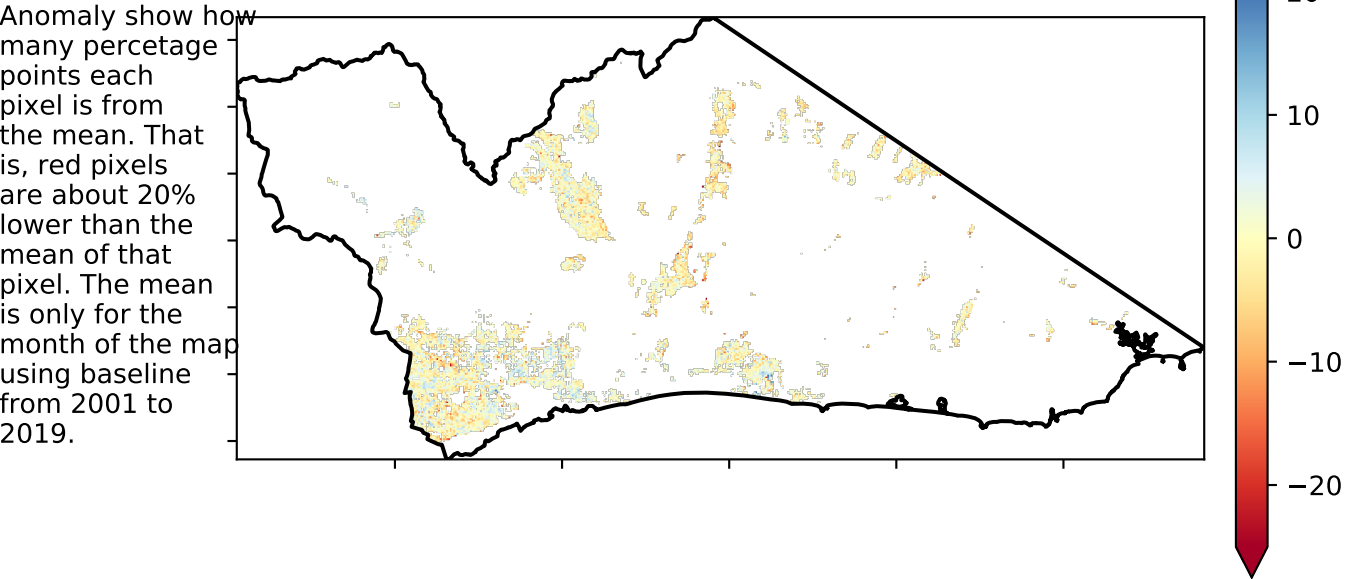 Anomaly show how
many percetage
points each
pixel is from
the mean. That
is, red pixels
are about 20%
lower than the
mean of that
pixel. The mean
is only for the
month of the map
using baseline
from 2001 to
2019.
10
0
−10
−20